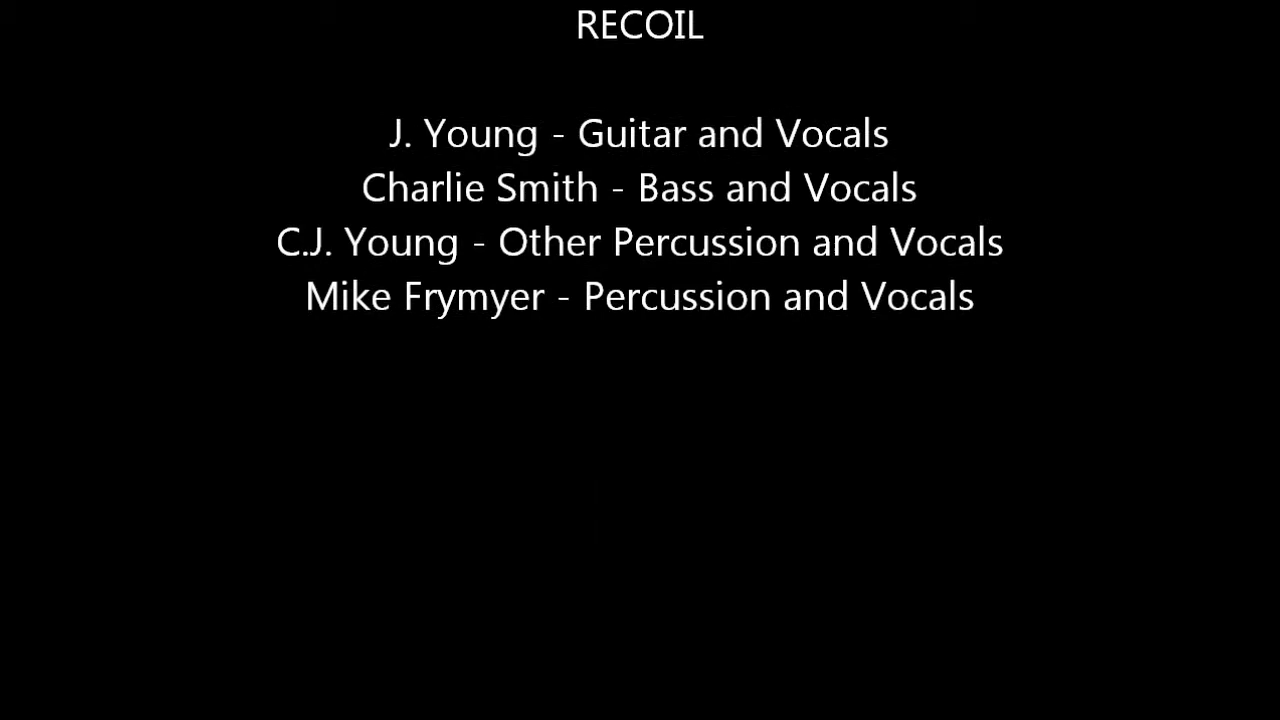 RECOIL
J. Young - Guitar and Vocals
Charlie Smith - Bass and Vocals
C.J. Young - Other Percussion and Vocals
Mike Frymyer - Percussion and Vocals